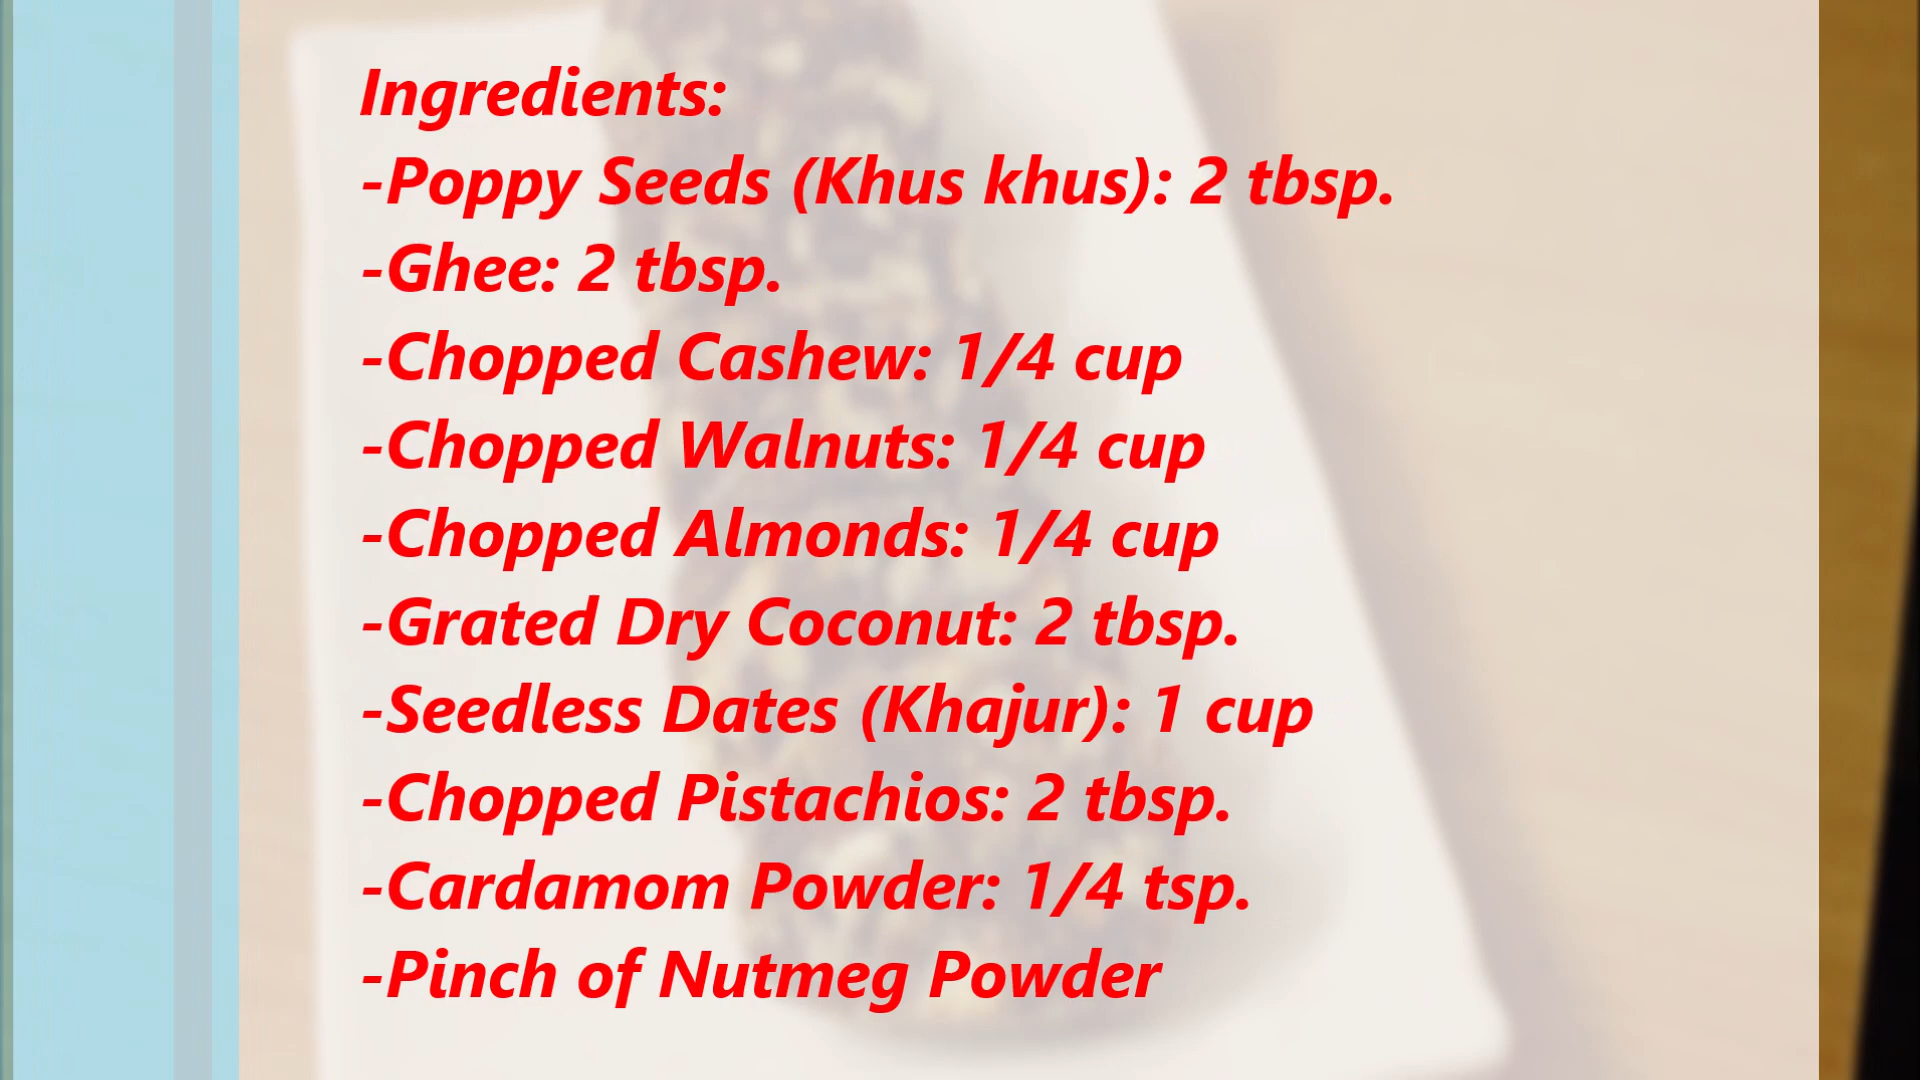 Ingredients:
-Poppy Seeds (Khus khus): 2 tbsp.
-Ghee: 2 tbsp.
-Chopped Cashew: 1/4 cup
-Chopped Walnuts: 1/4 cup
-Chopped Almonds: 1/4 cup
-Grated Dry Coconut: 2 tbsp.
-Seedless Dates (Khajur): 1 cup
-Chopped Pistachios: 2 tbsp.
-Cardamom Powder: 1/4 tsp.
-Pinch of Nutmeg Powder